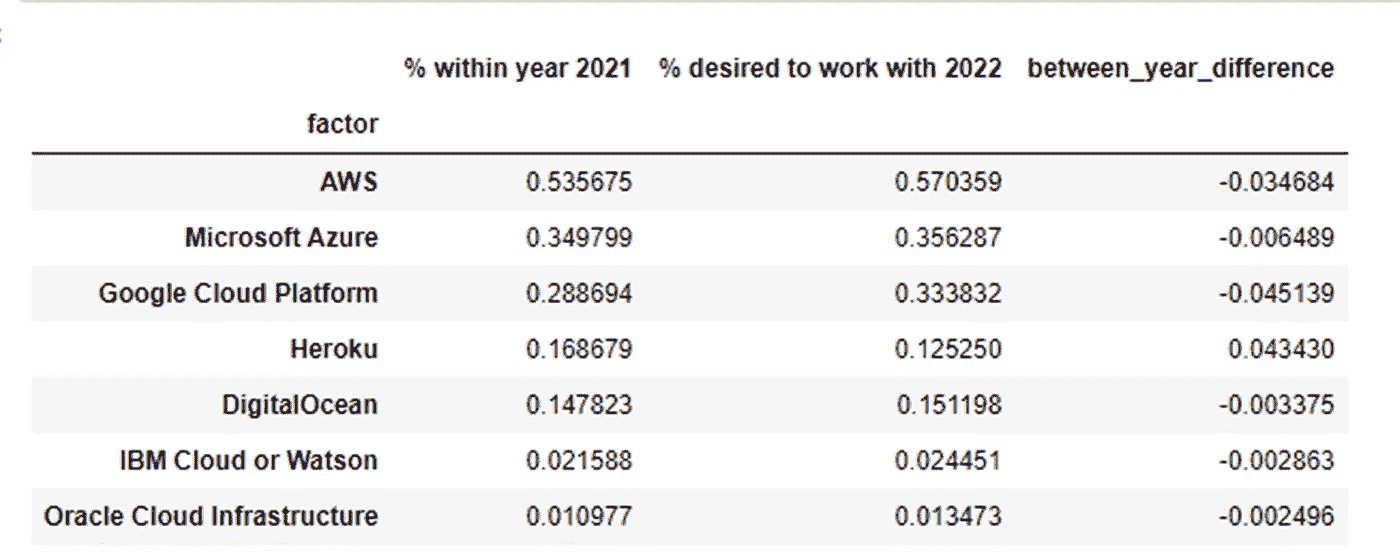 % within year 2021 % desired to work with 2022 between_year_difference
factor
AWS 0.535675 0.570359 -0.034684
Microsoft Azure 0.349799 0.356287 -0.006489
Google Cloud Platform 0.288694 0.333832 -0.045139
Heroku 0.168679 0.125250 0.043430
DigitalOcean 0.147823 0.151198 -0.003375
IBM Cloud or Watson 0.021588 0.024451 -0.002863
Oracle Cloud Infrastructure 0.010977 0.013473 -0.002496